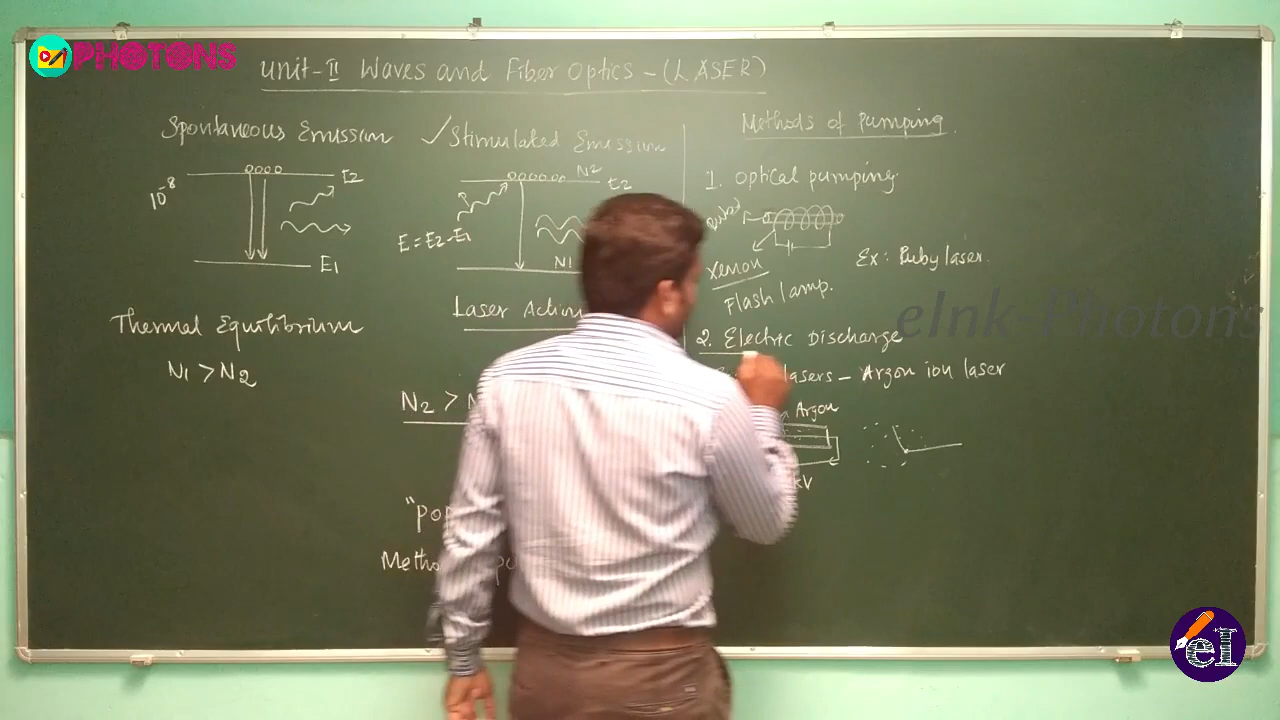 PHOTONS
Unit-II Waves and Fiber Optics - (LASER)
Spontaneous Emission
✓ Stimulated Emission
10⁻⁸
E2
E1
Thermal Equilibrium
N1 > N2
N2
E2
E = E2 - E1
N1
Laser Action
N2 >
"Pop
Metho
Methods of Pumping
1. Optical pumping
Xenon
Flash lamp.
Ex: Ruby laser.
2. Electric Discharge
lasers - Argon ion laser
Argon
kV
eInk Photons
eI